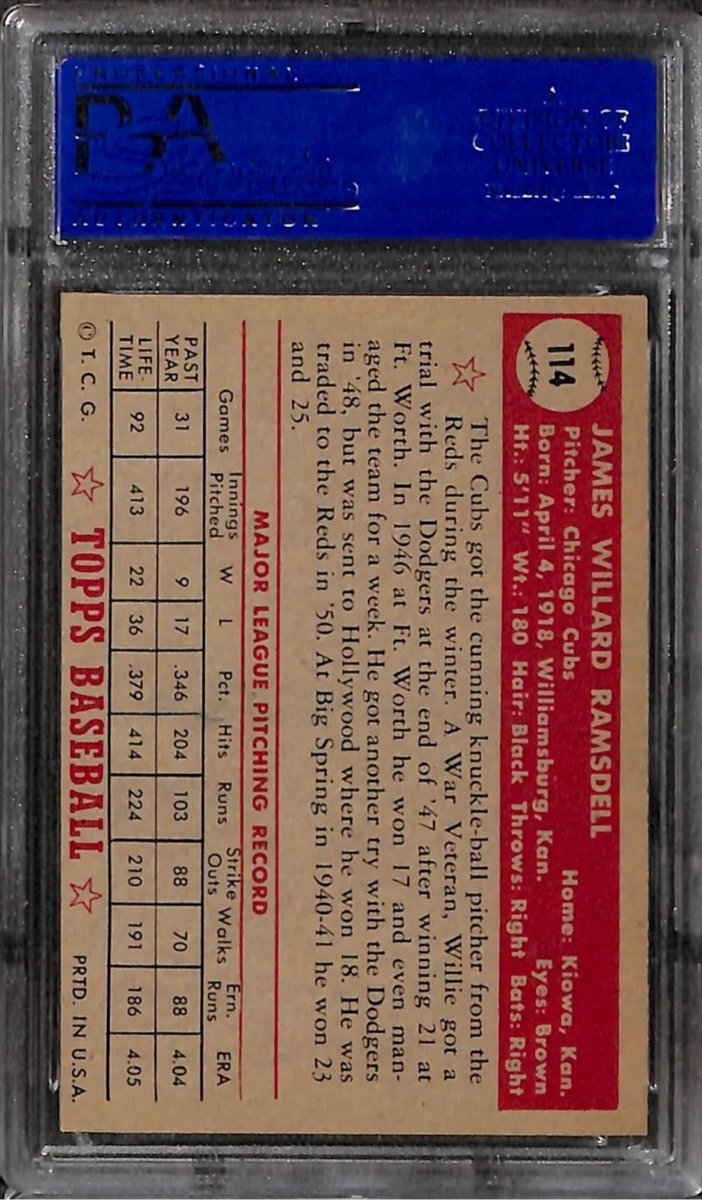 PROFESSIONAL
PSA
AUTHENTICATOR
A
DIVISION OF
COLLECTORS
UNIVERSE
114
JAMES WILLARD RAMSDELL
Pitcher: Chicago Cubs Home: Kiowa, Kan.
Born: April 4, 1918, Williamsburg, Kan. Eyes: Brown
Ht.: 5'11" Wt.: 180 Hair: Black Throws: Right Bats: Right
The Cubs got the cunning knuckle-ball pitcher from the
Reds during the winter. A War Veteran, Willie got a
trial with the Dodgers at the end of '47 after winning 21 at
Ft. Worth. In 1946 at Ft. Worth he won 17 and even man-
aged the team for a week. He got another try with the Dodgers
in '48, but was sent to Hollywood where he won 18. He was
traded to the Reds in '50. At Big Spring in 1940-41 he won 23
and 25.
MAJOR LEAGUE PITCHING RECORD
Games Innings Pitched W L Pct. Hits Runs Strike Outs Walks Ern. Runs ERA
PAST YEAR 31 196 9 17 .346 204 103 88 70 88 4.04
LIFE-TIME 92 413 22 36 .379 414 224 210 191 186 4.05
© T. C. G. TOPPS BASEBALL PRTD. IN U.S.A.